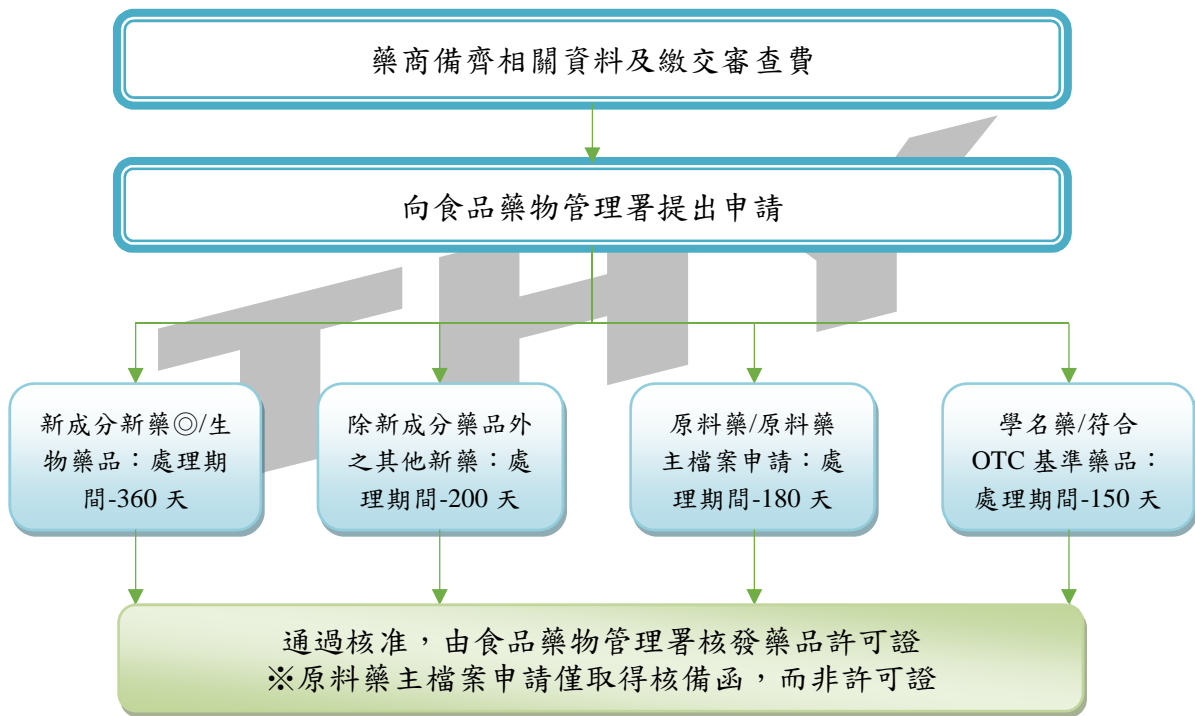 藥商備齊相關資料及繳交審查費
向食品藥物管理署提出申請
新成分新藥◎/生
物藥品：處理期
間-360 天
除新成分藥品外
之其他新藥：處
理期間-200 天
原料藥/原料藥
主檔案申請：處
理期間-180 天
學名藥/符合
OTC 基準藥品：
處理期間-150 天
通過核准，由食品藥物管理署核發藥品許可證
※原料藥主檔案申請僅取得核備函，而非許可證